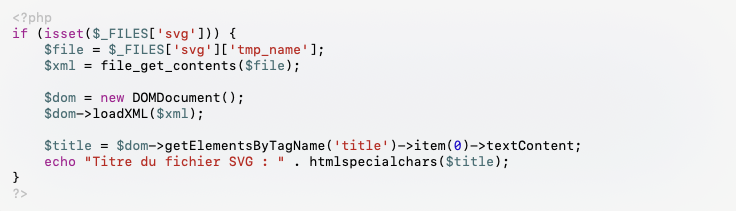 <?php
if (isset($_FILES['svg'])) {
    $file = $_FILES['svg']['tmp_name'];
    $xml = file_get_contents($file);

    $dom = new DOMDocument();
    $dom->loadXML($xml);

    $title = $dom->getElementsByTagName('title')->item(0)->textContent;
    echo "Titre du fichier SVG : " . htmlspecialchars($title);
}
?>